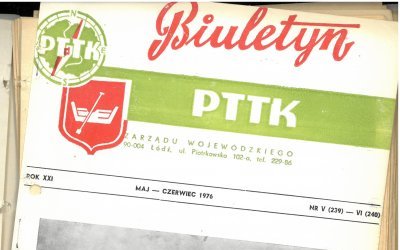 Biuletyn
N
PTTK
E
S
PTTK
ZARZĄDU WOJEWÓDZKIEGO
90-004 Łódź, ul. Piotrkowska 102-a, tel. 229-86
ROK XXI
MAJ — CZERWIEC 1976
NR V (239) — VI (240)